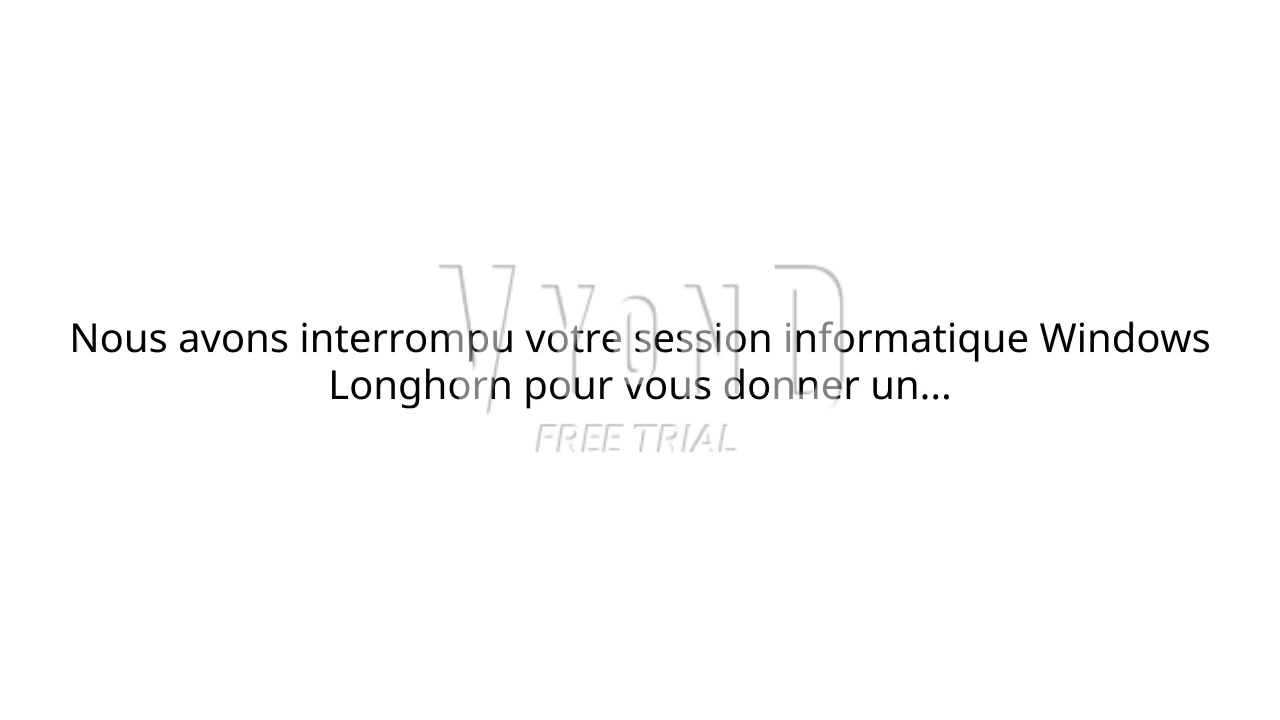 Nous avons interrompu votre session informatique Windows
Longhorn pour vous donner un...
VYOND
FREE TRIAL